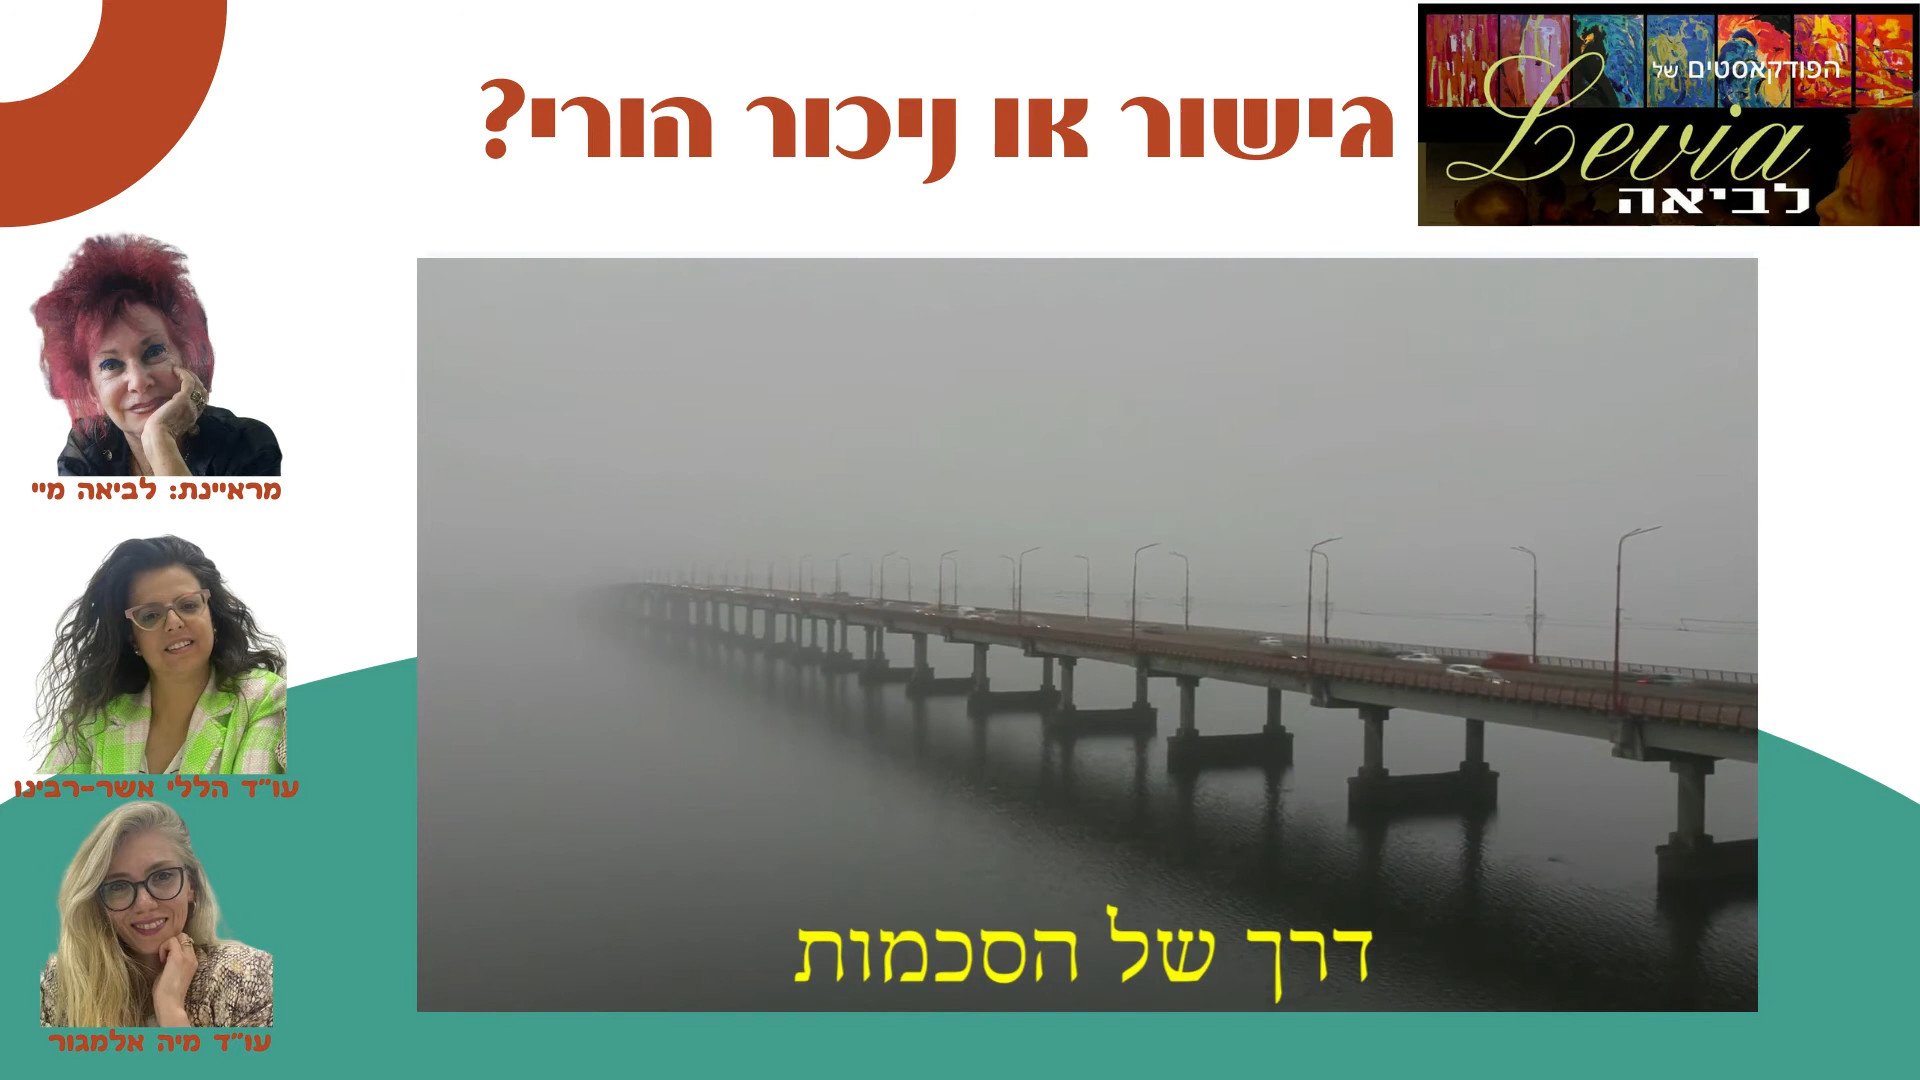 גישור או ניכור הורי?
הפודקאסטים של
Levia
לביאה
מראיינת: לביאה מיי
עו"ד הללי אשר-רבינו
עו"ד מיה אלמגור
דרך של הסכמות